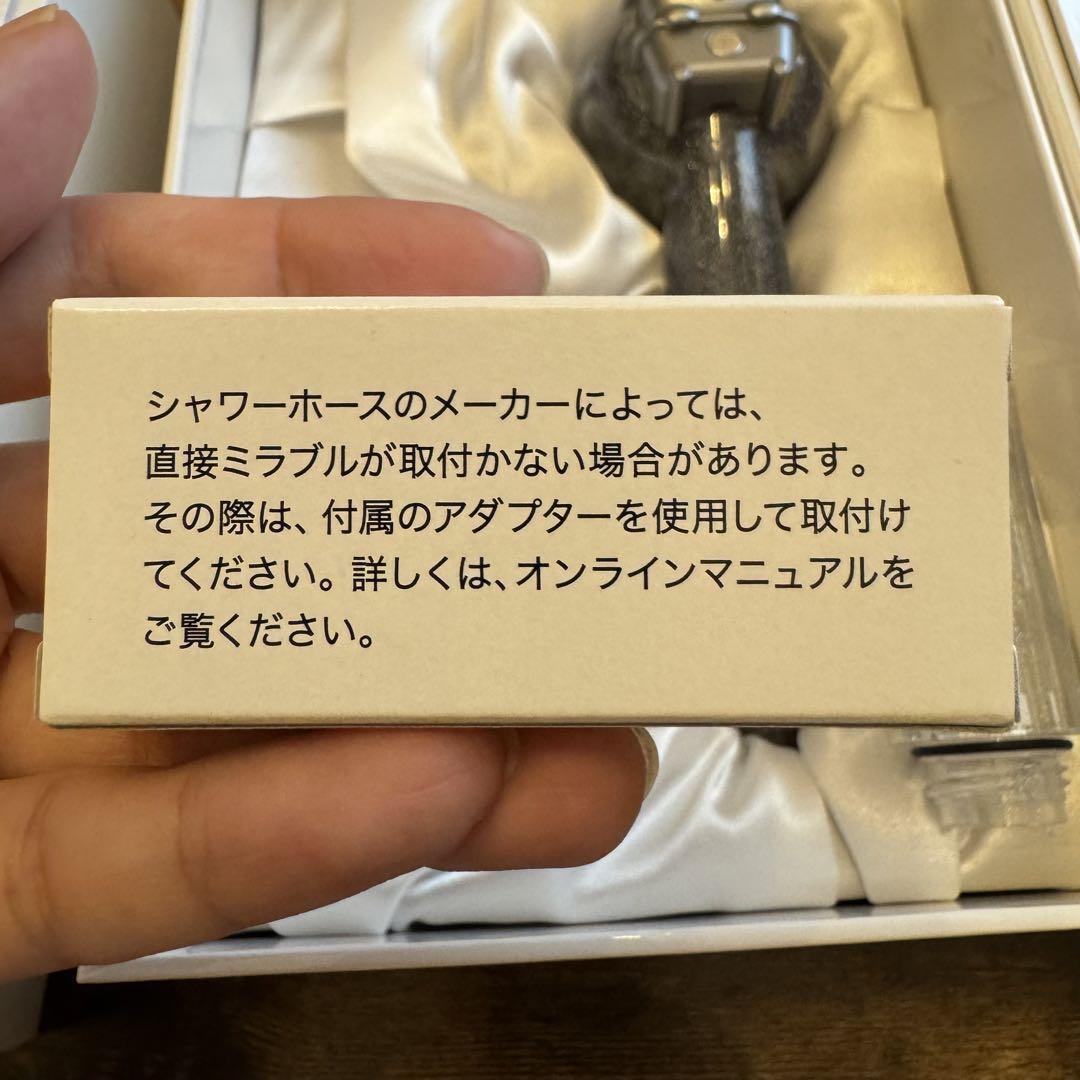 シャワーホースのメーカーによっては、
直接ミラブルが取付かない場合があります。
その際は、付属のアダプターを使用して取付け
てください。詳しくは、オンラインマニュアルを
ご覧ください。